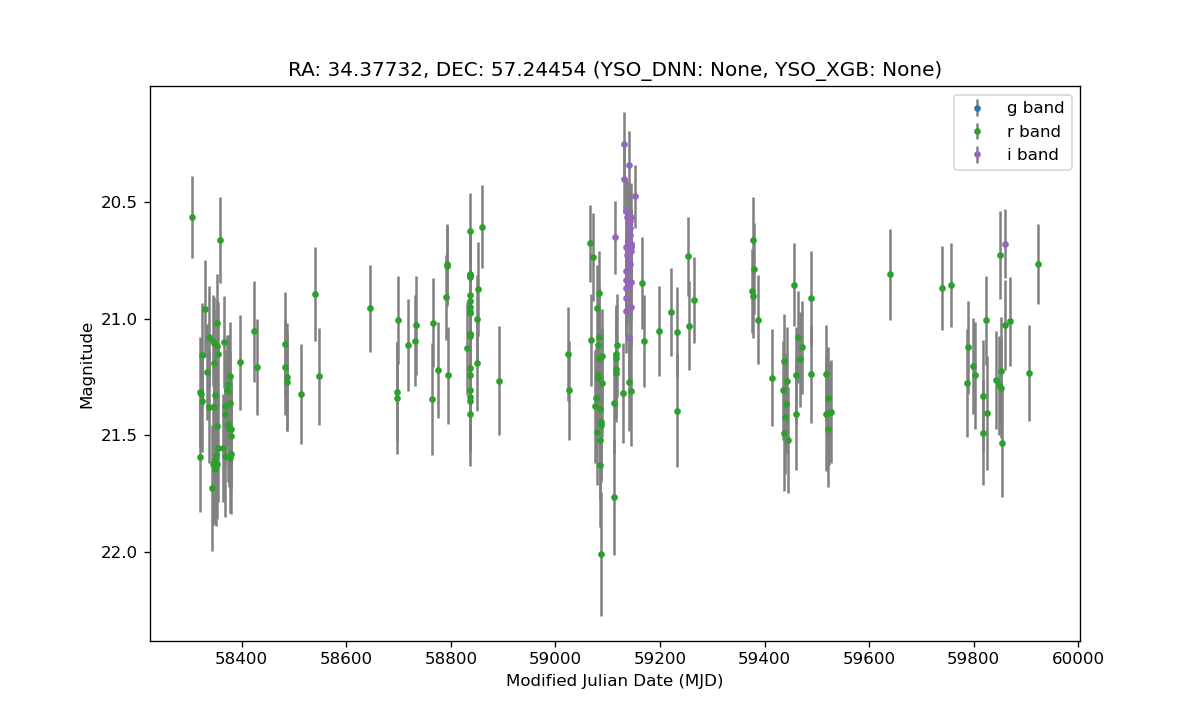 RA: 34.37732, DEC: 57.24454 (YSO_DNN: None, YSO_XGB: None)
g band
r band
i band
20.5
21.0
21.5
22.0
Magnitude
58400 58600 58800 59000 59200 59400 59600 59800 60000
Modified Julian Date (MJD)